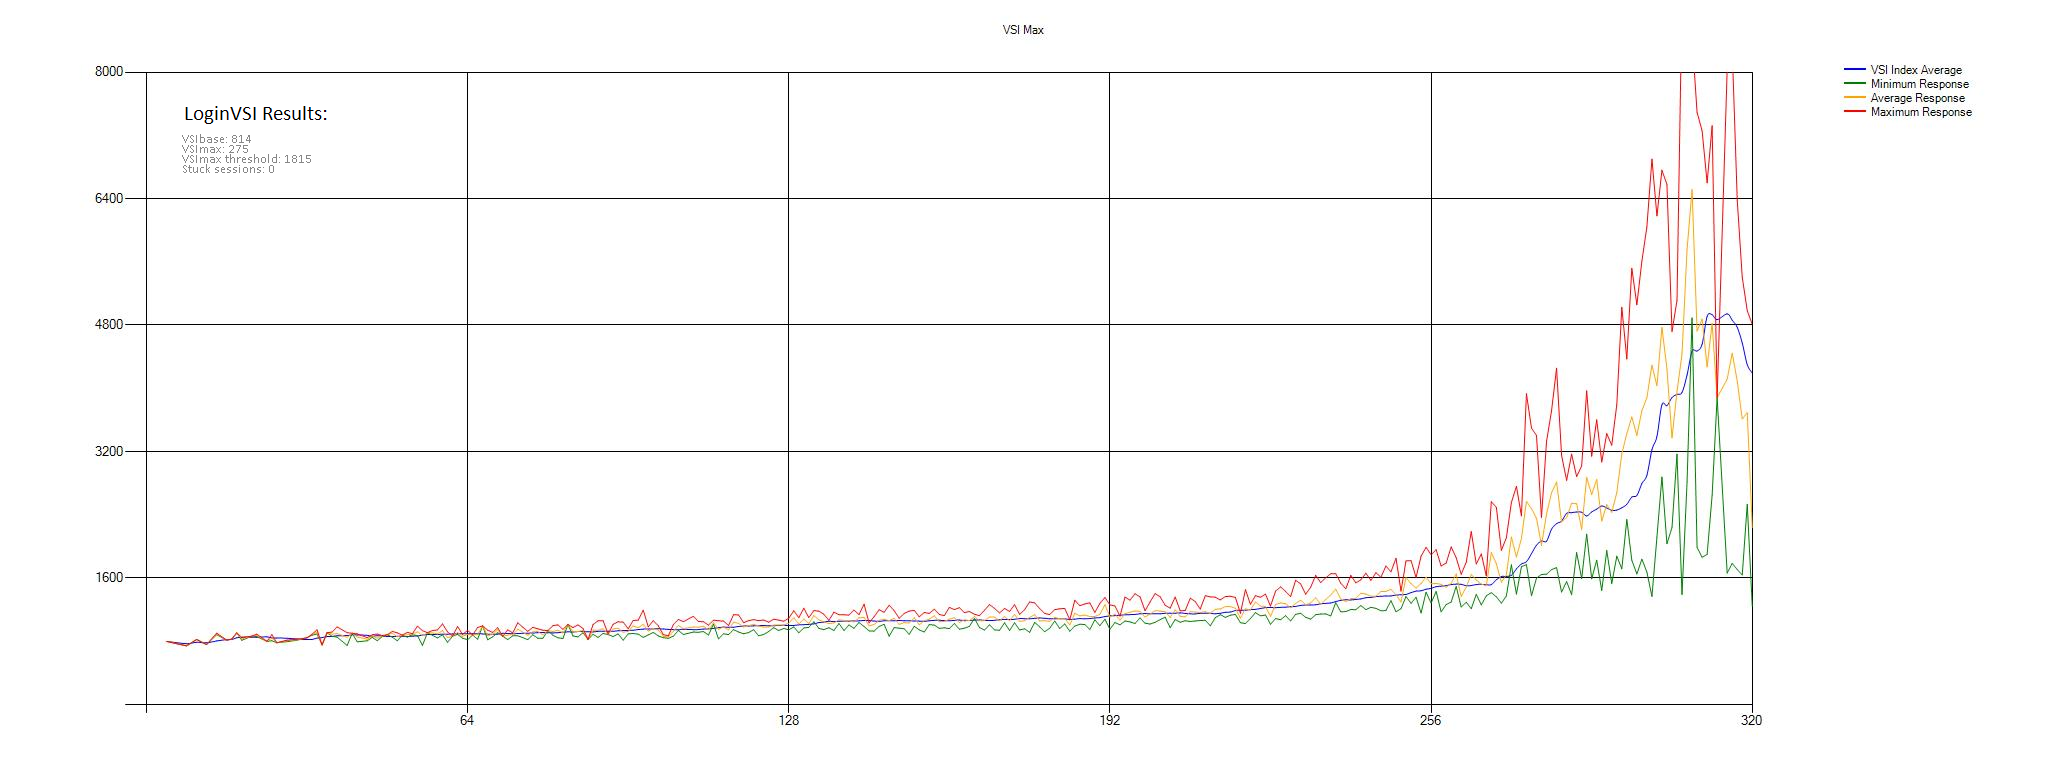 VSI Max
8000
6400
4800
3200
1600
64
128
192
256
320
LoginVSI Results:
VSIbase: 814
VSImax: 275
VSImax threshold: 1815
Stuck sessions: 0
VSI Index Average
Minimum Response
Average Response
Maximum Response